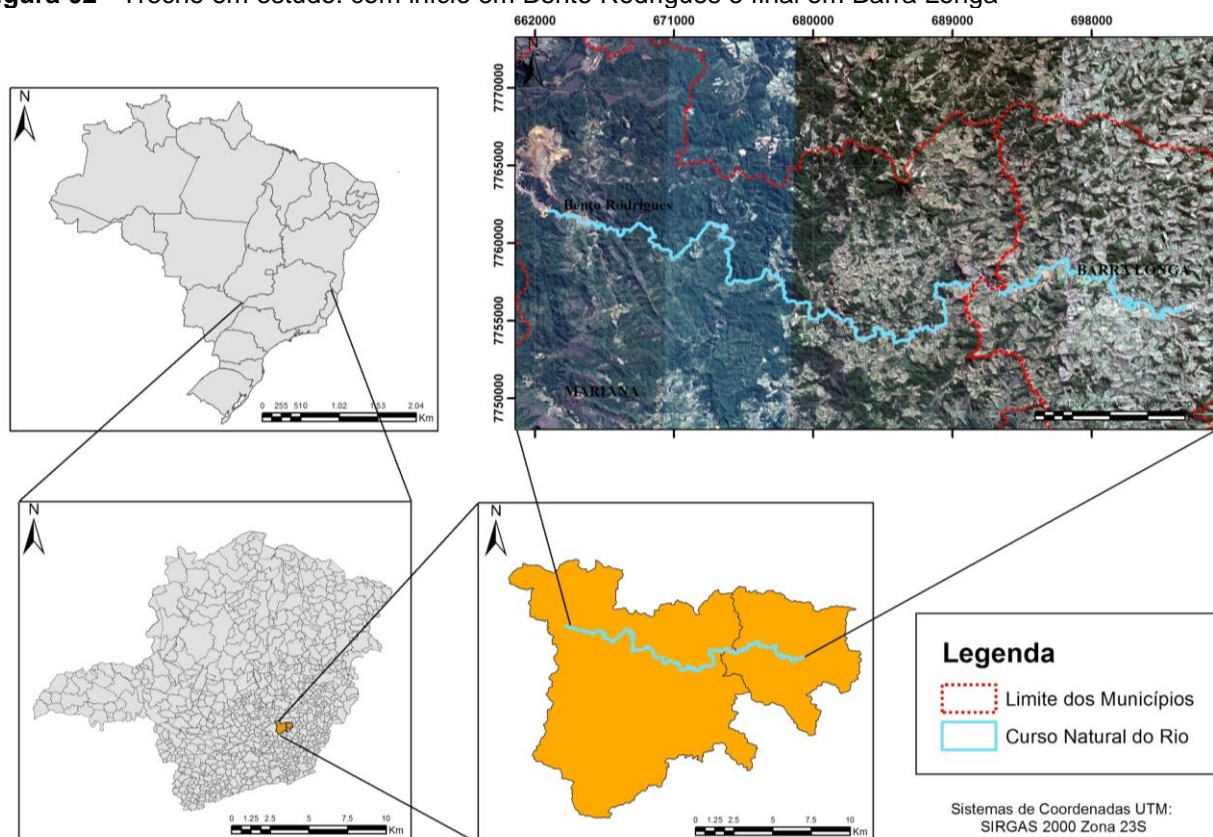 Figura 02 - Trecho em estudo: com início em Bento Rodrigues e final em Barra Longa
662000 671000 680000 689000 698000
N
7770000
7765000
7760000
7755000
7750000
Bento Rodrigues
BARRA LONGA
MARIANA
N
0 255 510 1.02 1.53 2.04
Km
N
0 1.25 2.5 5 7.5 10
Km
N
0 1.25 2.5 5 7.5 10
Km
Legenda
Limite dos Municípios
Curso Natural do Rio
Sistemas de Coordenadas UTM:
SIRGAS 2000 Zona 23S